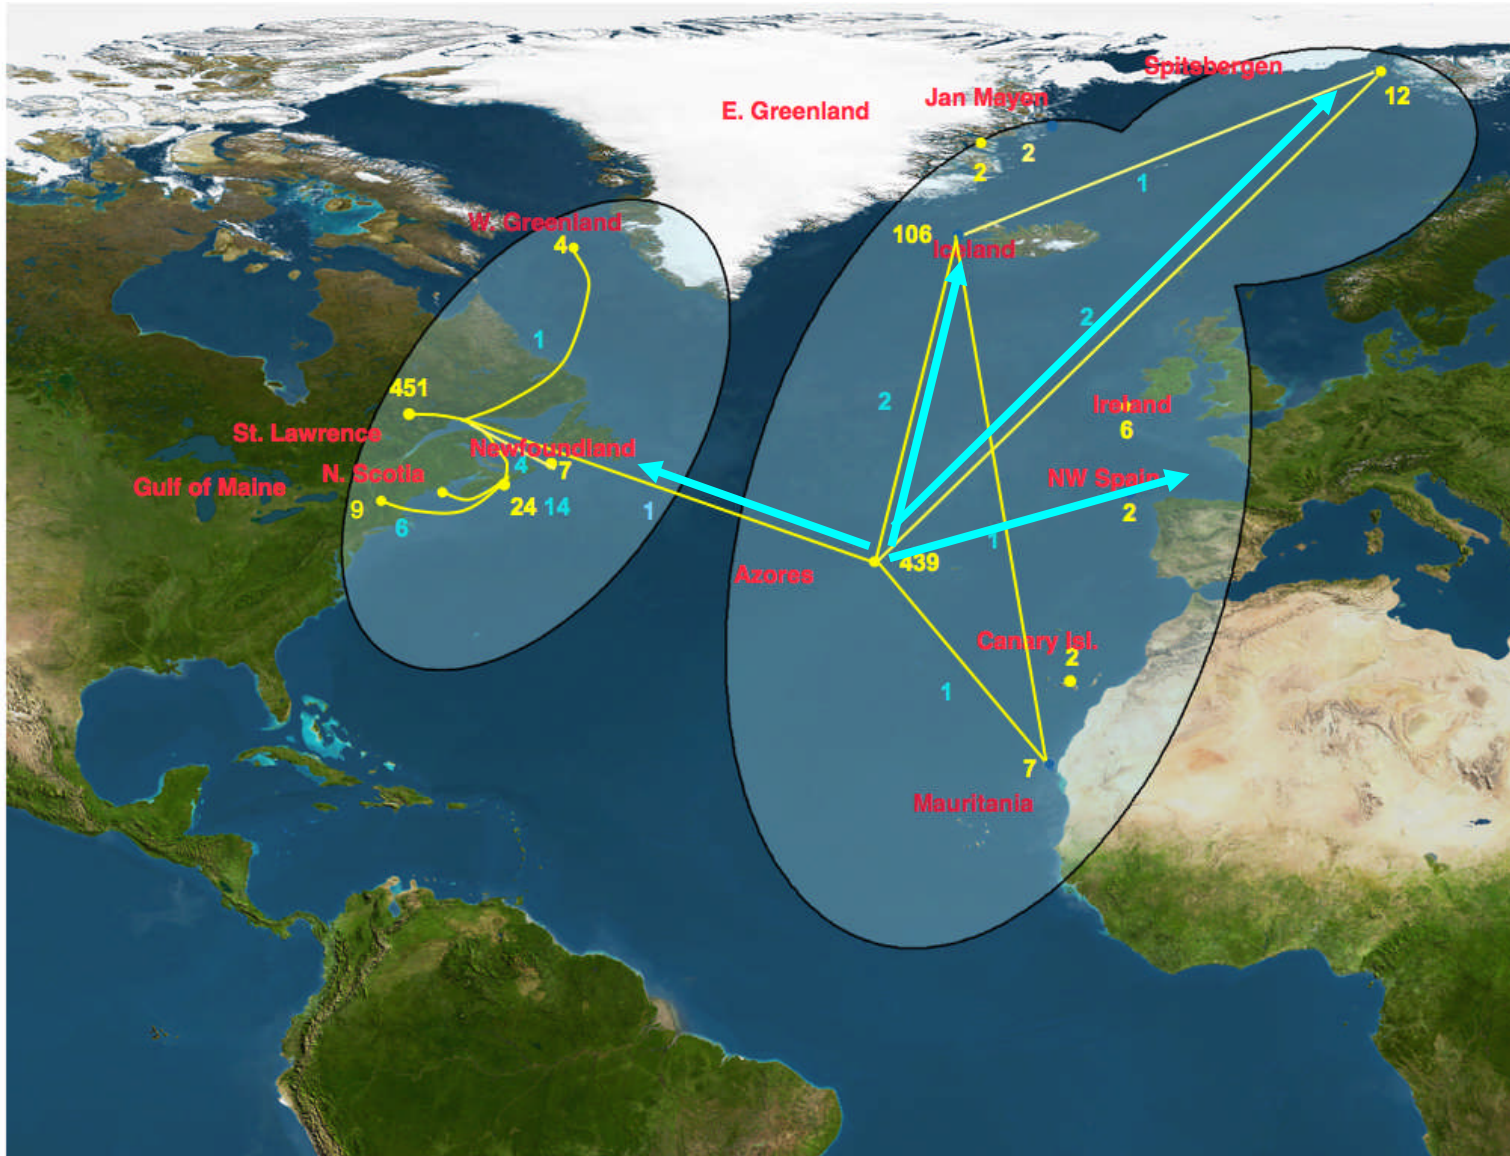 Spitsbergen
12
Jan Mayen
E. Greenland
2
2
1
W. Greenland
4
106
Iceland
2
1
451
2
Ireland
6
St. Lawrence
Newfoundland
4
7
N. Scotia
Gulf of Maine
NW Spain
9
24
14
1
2
6
1
439
Azores
Canary Isl.
2
1
7
Mauritania